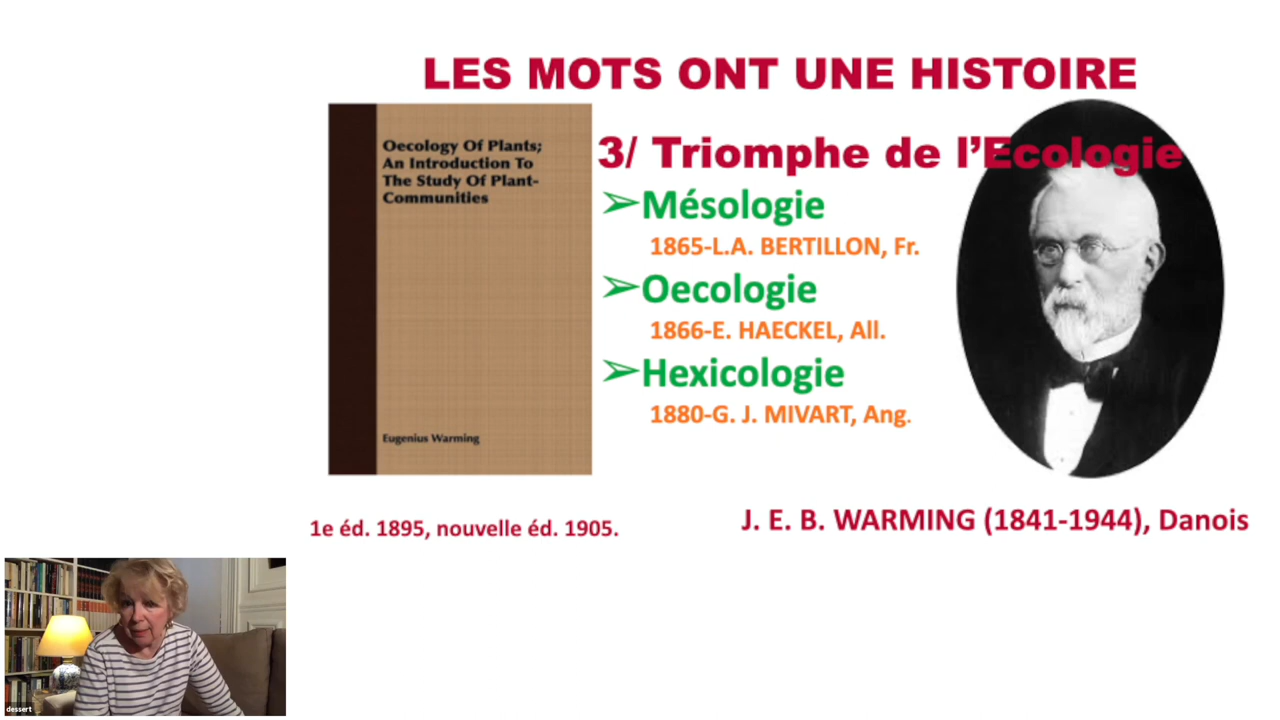 LES MOTS ONT UNE HISTOIRE
Oecology Of Plants;
An Introduction To
The Study Of Plant-
Communities
Eugenius Warming
3/ Triomphe de l’Ecologie
➢Mésologie
1865-L.A. BERTILLON, Fr.
➢Oecologie
1866-E. HAECKEL, All.
➢Hexicologie
1880-G. J. MIVART, Ang.
1e éd. 1895, nouvelle éd. 1905.
J. E. B. WARMING (1841-1944), Danois
dessert